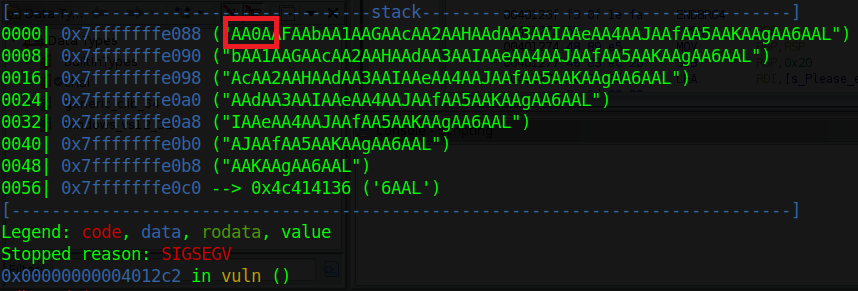 [------------------------------------stack-------------------------------------]
0000| 0x7fffffffe088 ("AA0AAFAAbAA1AAGAAcAA2AAHAAdAA3AAIAAeAA4AAJAAfAA5AAKAAgAA6AAL")
0008| 0x7fffffffe090 ("bAA1AAGAAcAA2AAHAAdAA3AAIAAeAA4AAJAAfAA5AAKAAgAA6AAL")
0016| 0x7fffffffe098 ("AcAA2AAHAAdAA3AAIAAeAA4AAJAAfAA5AAKAAgAA6AAL")
0024| 0x7fffffffe0a0 ("AAdAA3AAIAAeAA4AAJAAfAA5AAKAAgAA6AAL")
0032| 0x7fffffffe0a8 ("IAAeAA4AAJAAfAA5AAKAAgAA6AAL")
0040| 0x7fffffffe0b0 ("AJAAfAA5AAKAAgAA6AAL")
0048| 0x7fffffffe0b8 ("AAKAAgAA6AAL")
0056| 0x7fffffffe0c0 --> 0x4c414136 ('6AAL')
[------------------------------------------------------------------------------]
Legend: code, data, rodata, value
Stopped reason: SIGSEGV
0x00000000004012c2 in vuln ()